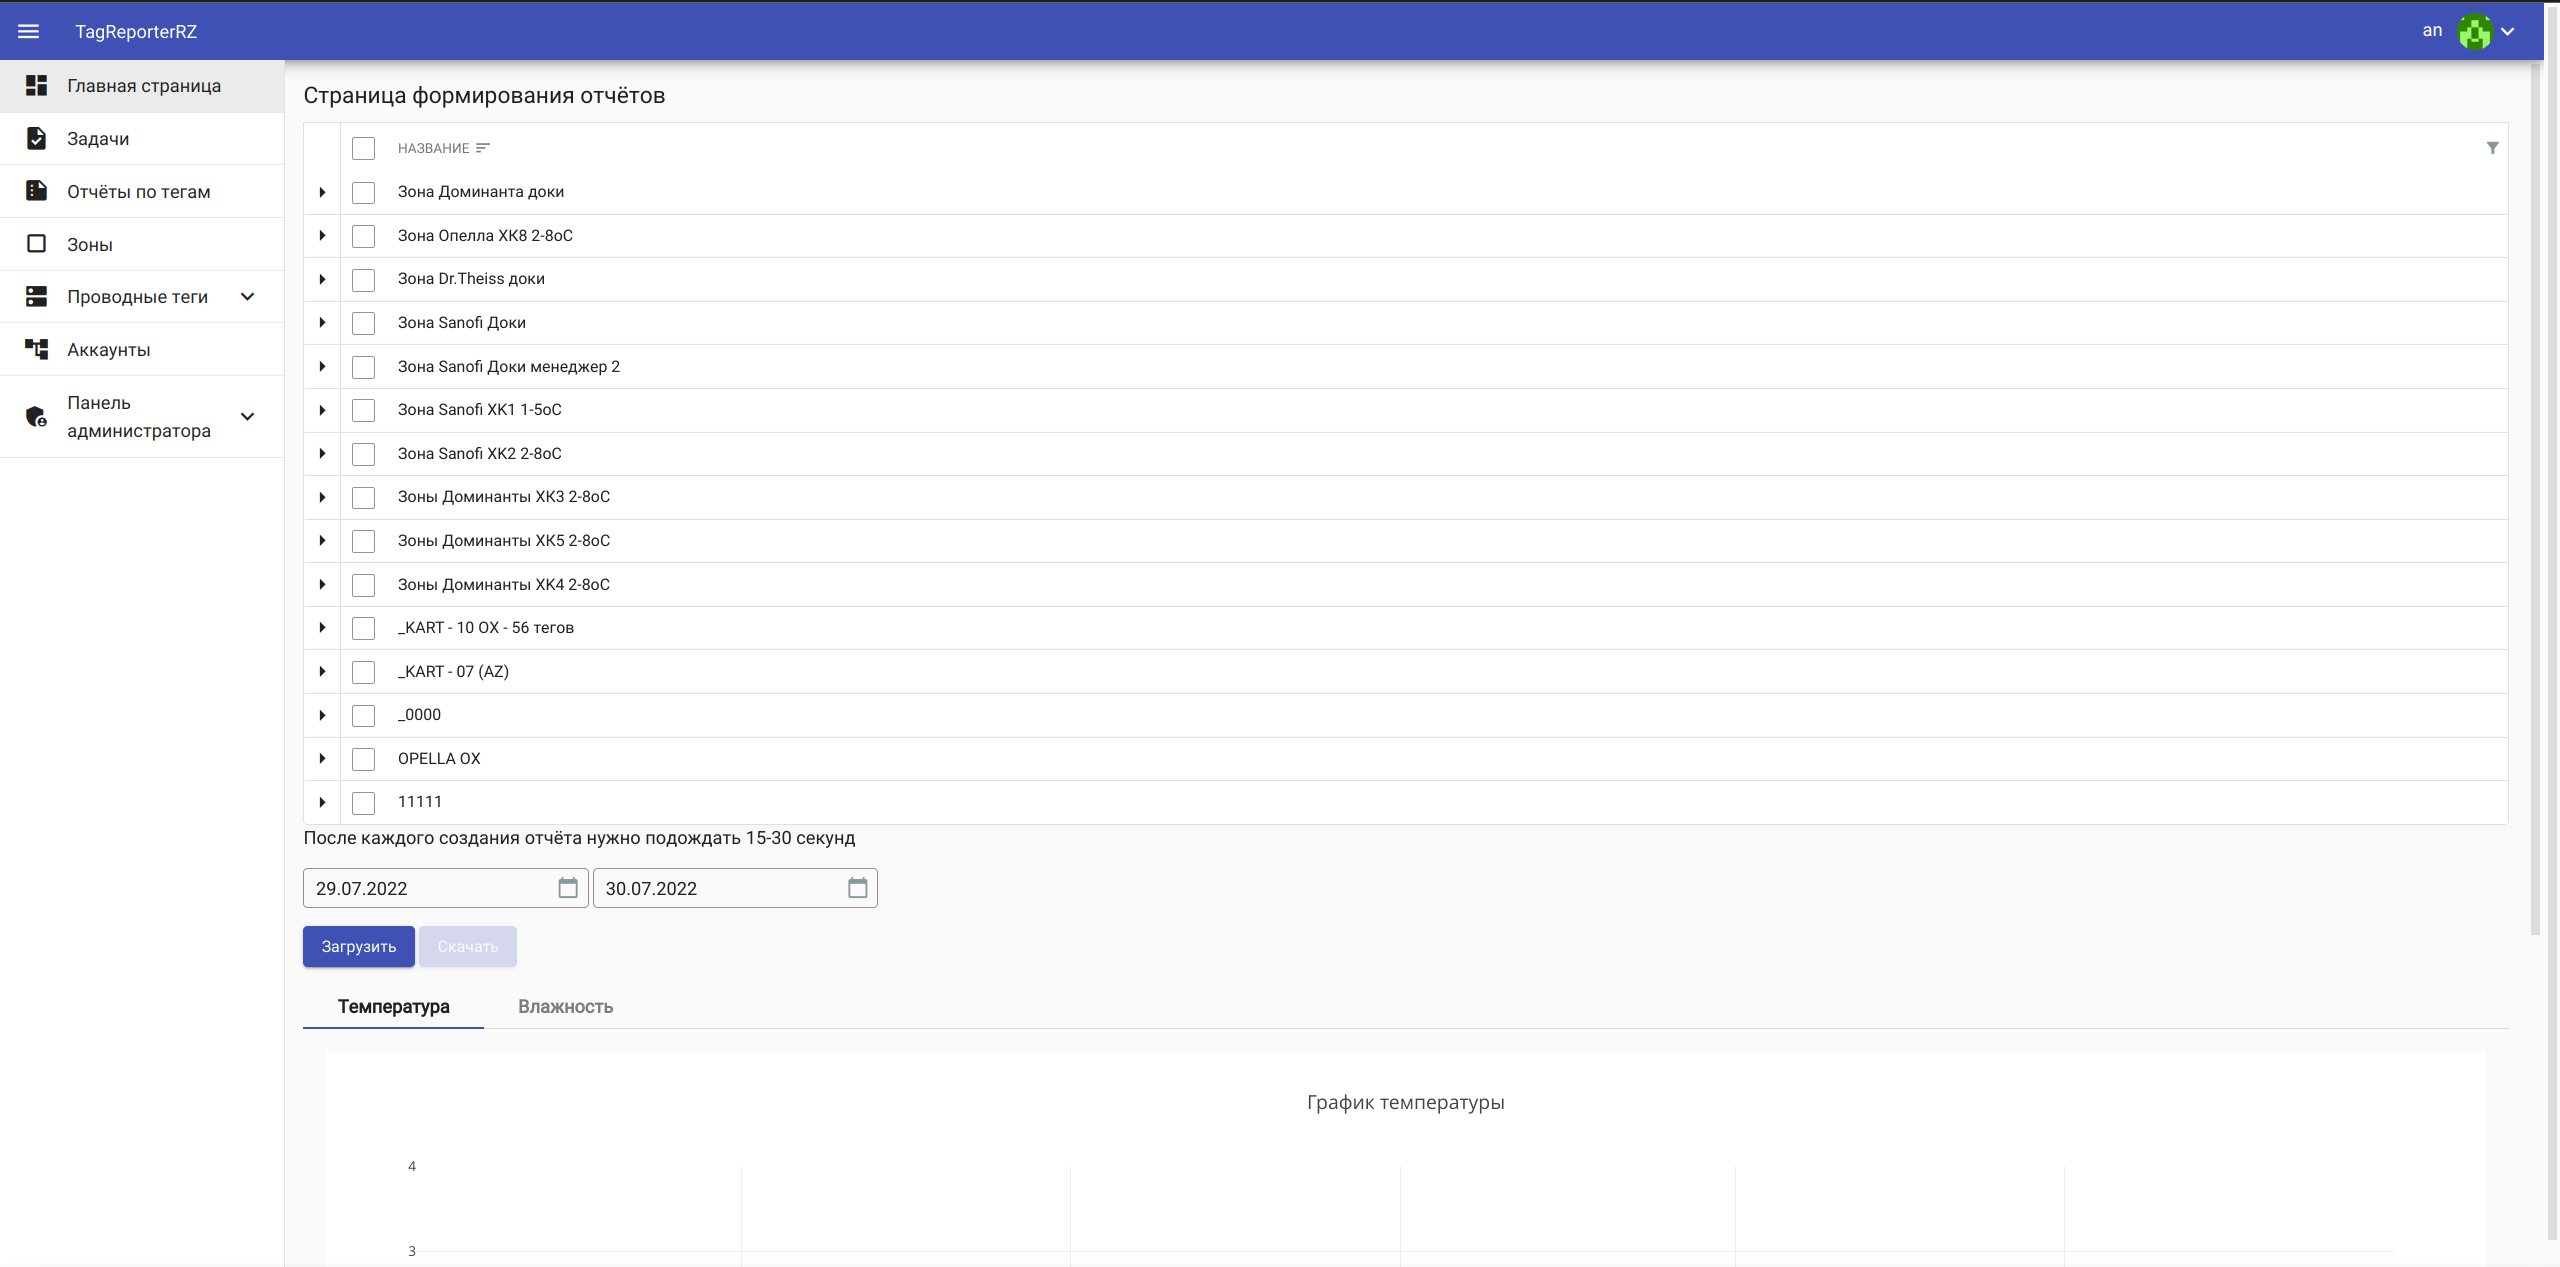 TagReporterRZ
an
Главная страница
Задачи
Отчёты по тегам
Зоны
Проводные теги
Аккаунты
Панель
администратора
Страница формирования отчётов
НАЗВАНИЕ
Зона Доминанта доки
Зона Опелла ХК8 2-8оС
Зона Dr.Theiss доки
Зона Sanofi Доки
Зона Sanofi Доки менеджер 2
Зона Sanofi ХК1 1-5оС
Зона Sanofi ХК2 2-8оС
Зоны Доминанты ХК3 2-8оС
Зоны Доминанты ХК5 2-8оС
Зоны Доминанты ХК4 2-8оС
_KART - 10 OX - 56 тегов
_KART - 07 (AZ)
_0000
OPELLA OX
11111
После каждого создания отчёта нужно подождать 15-30 секунд
29.07.2022
30.07.2022
Загрузить
Скачать
Температура
Влажность
График температуры
4
3